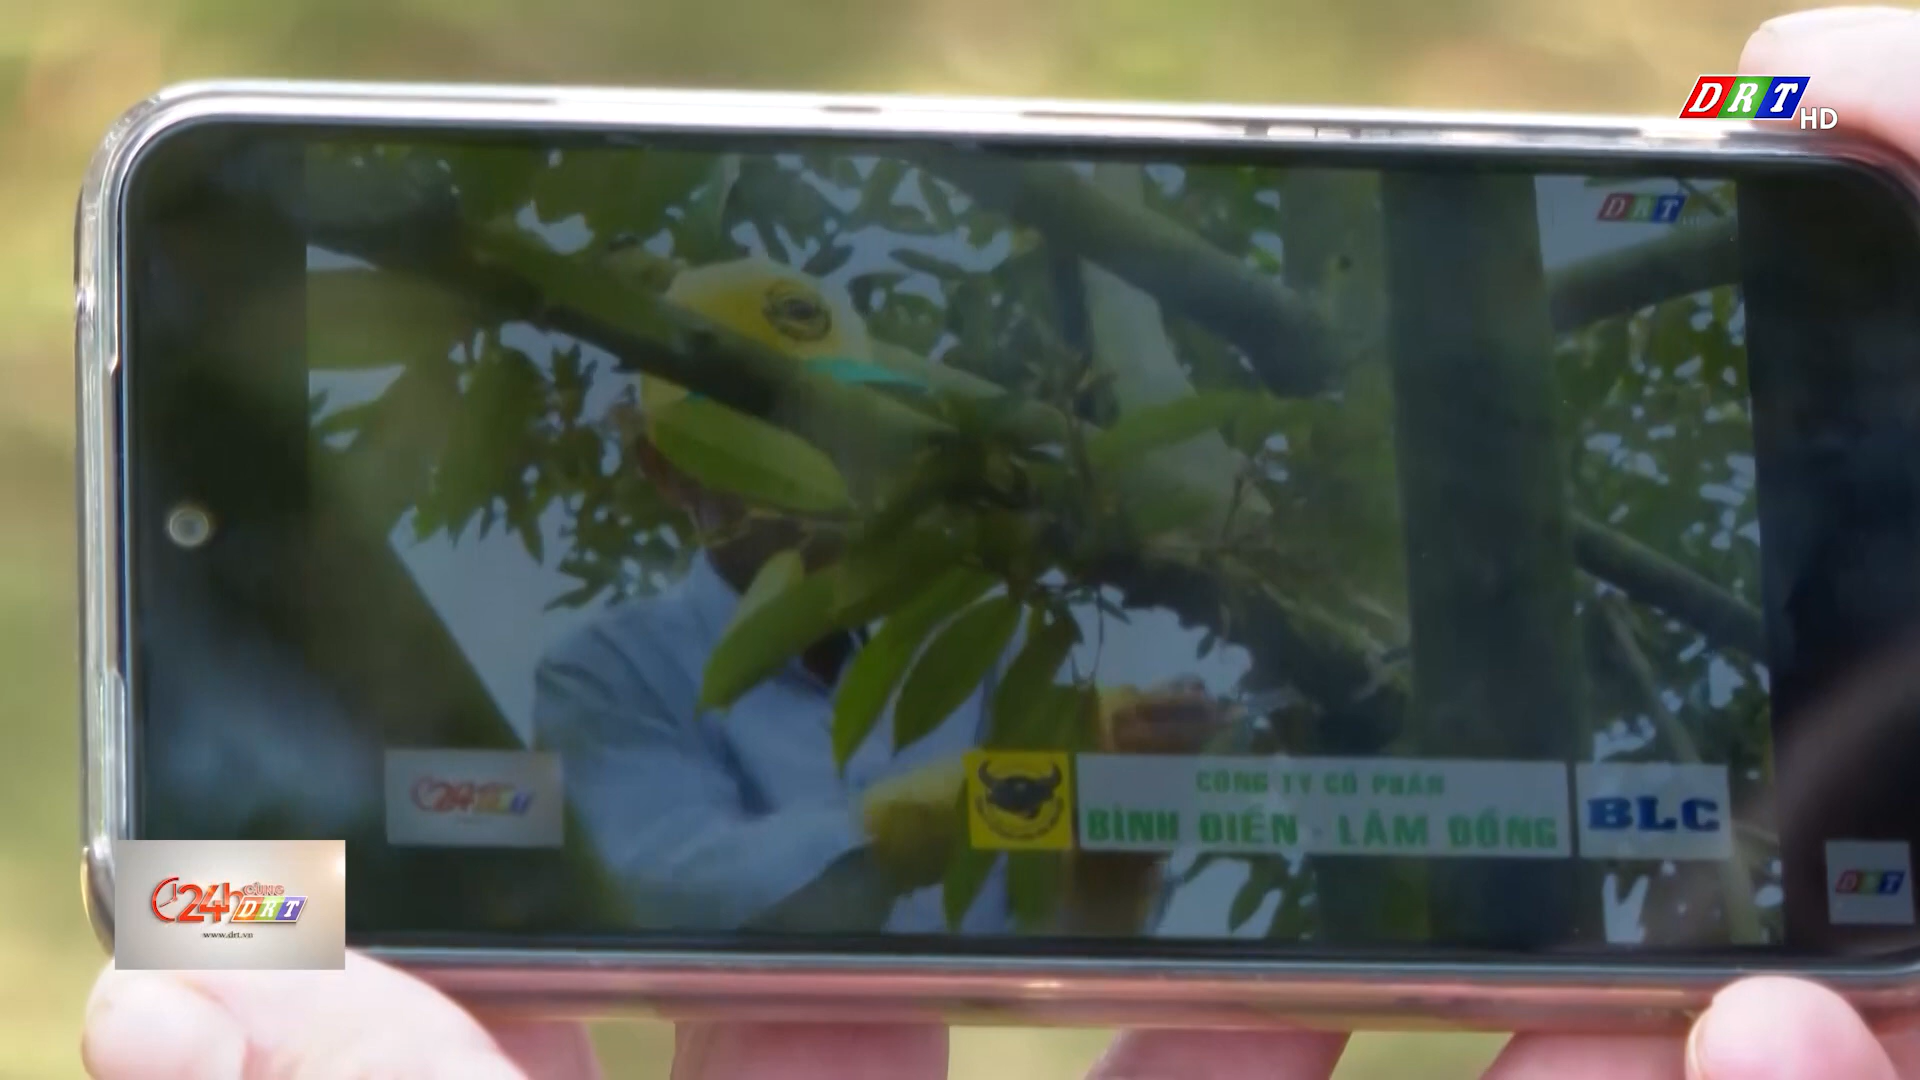 DRT HD
DRT
24h
CÔNG TY CỔ PHẦN
BÌNH ĐIỀN - LÂM ĐỒNG
BLC
DRT
24h CÙNG
DRT
www.drt.vn